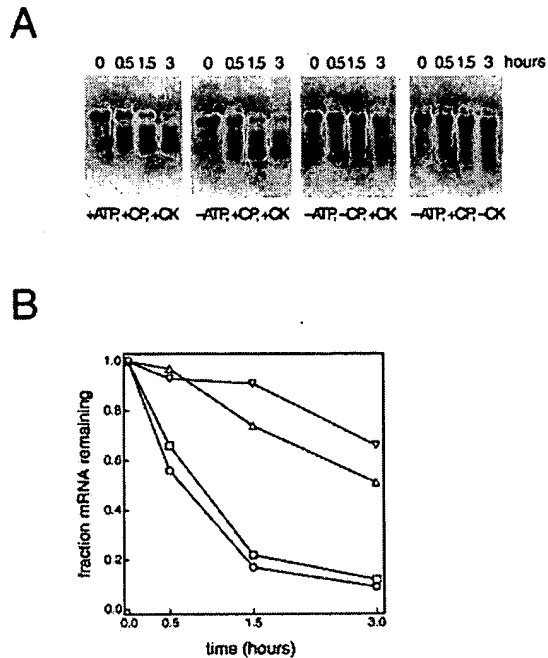 A
0 0.5 1.5 3 0 0.5 1.5 3 0 0.5 1.5 3 0 0.5 1.5 3 hours
+ATP, +CP, +CK –ATP, +CP, +CK –ATP, –CP, +CK –ATP, +CP, –CK
B
1.0
0.8
0.6
0.4
0.2
0.0
fraction mRNA remaining
0.0 0.5 1.5 3.0
time (hours)